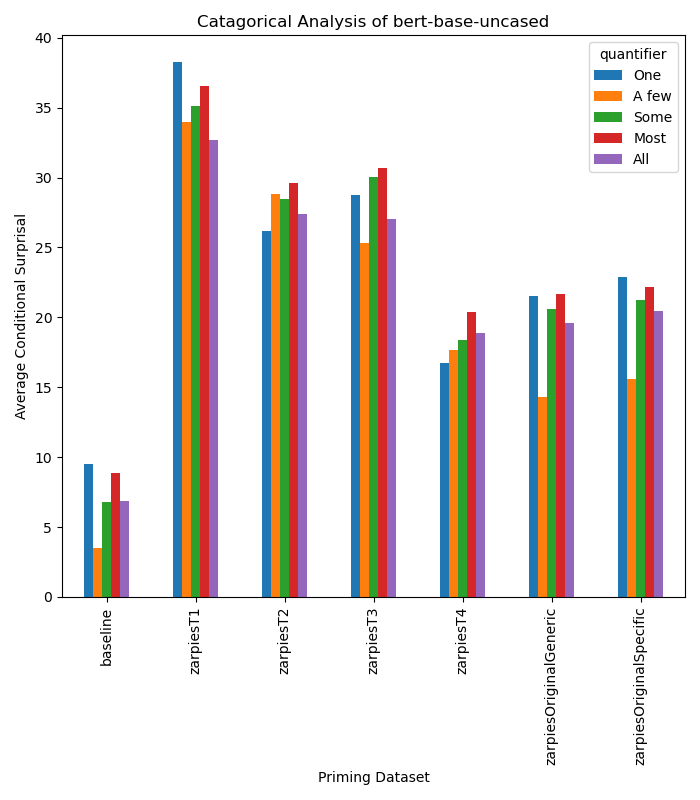 Catagorical Analysis of bert-base-uncased
quantifier
One
A few
Some
Most
All
Average Conditional Surprisal
40
35
30
25
20
15
10
5
0
baseline
zarpiesT1
zarpiesT2
zarpiesT3
zarpiesT4
zarpiesOriginalGeneric
zarpiesOriginalSpecific
Priming Dataset